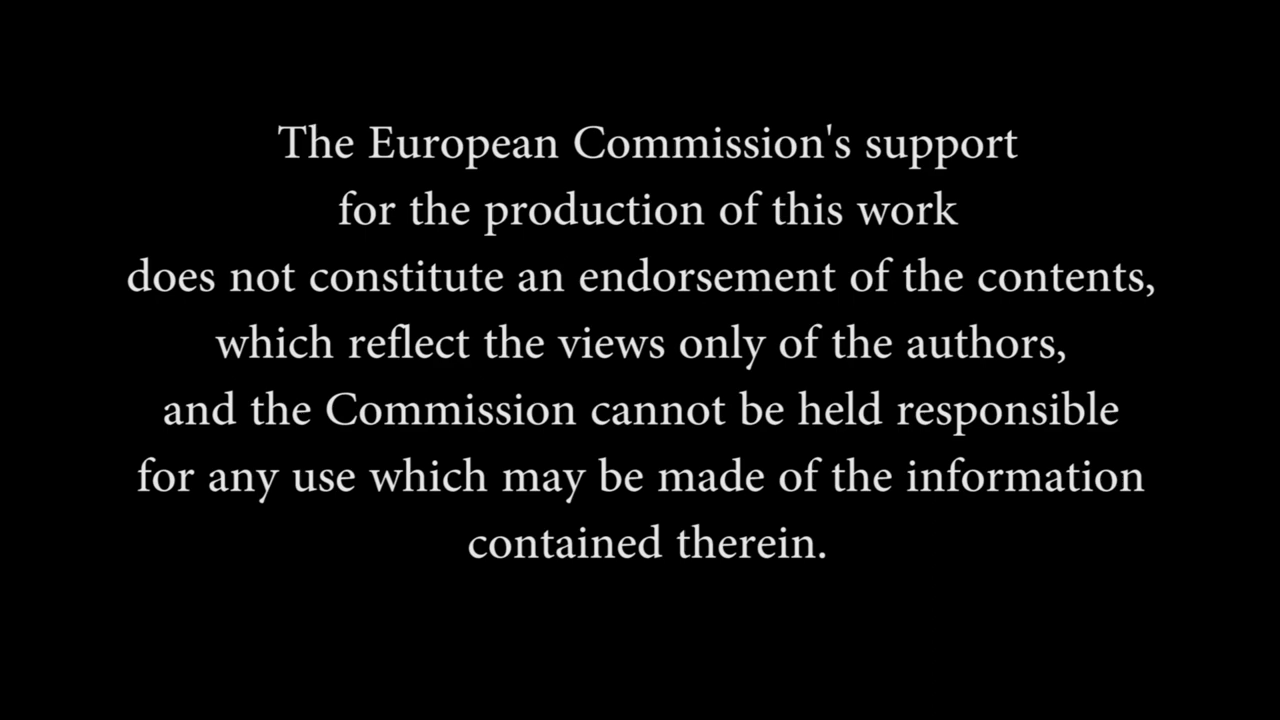 The European Commission's support
for the production of this work
does not constitute an endorsement of the contents,
which reflect the views only of the authors,
and the Commission cannot be held responsible
for any use which may be made of the information
contained therein.